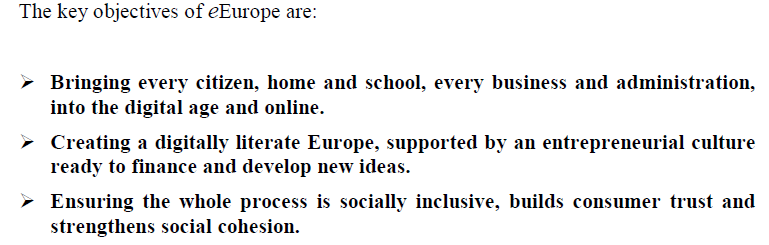 The key objectives of eEurope are:
➢ Bringing every citizen, home and school, every business and administration,
into the digital age and online.
➢ Creating a digitally literate Europe, supported by an entrepreneurial culture
ready to finance and develop new ideas.
➢ Ensuring the whole process is socially inclusive, builds consumer trust and
strengthens social cohesion.